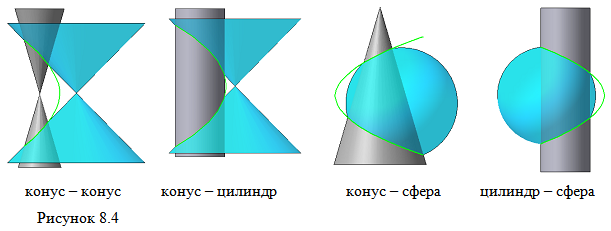 конус – конус конус – цилиндр конус – сфера цилиндр – сфера
Рисунок 8.4